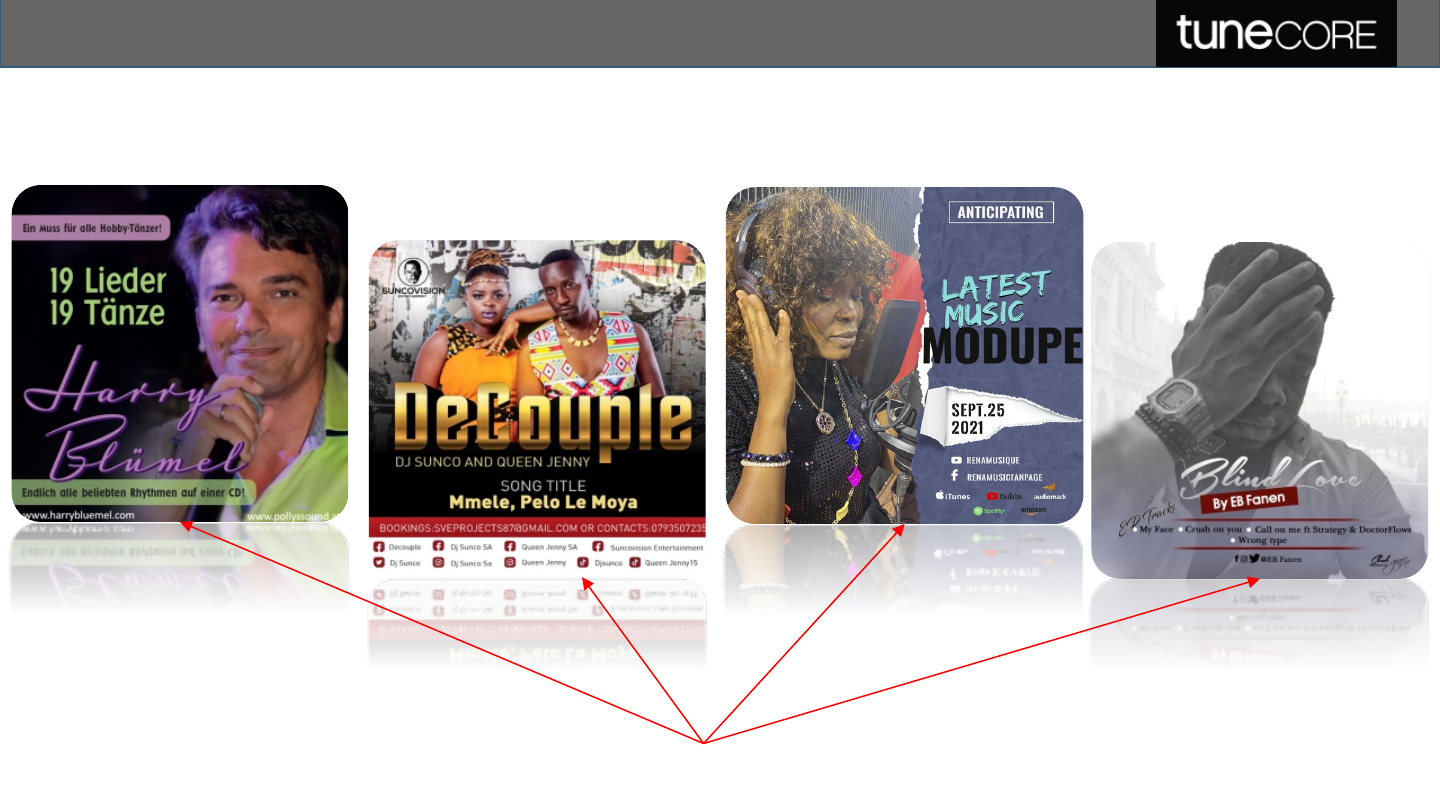 tuneCORE
Ein Muss für alle Hobby-Tänzer!
19 Lieder
19 Tänze
Harry
Blümel
Endlich alle beliebten Rhythmen auf einer CD!
www.harrybluemel.com
www.pollyssound.a
SUNCOVISION
DeCouple
DJ SUNCO AND QUEEN JENNY
SONG TITLE
Mmele, Pelo Le Moya
BOOKINGS:SVEPROJECTS87@GMAIL.COM OR CONTACTS:0793507235
Decouple Dj Sunco SA Queen Jenny SA Suncovision Entertainment
Dj Sunco Dj Sunco Sa Queen Jenny Djsunco Queen Jenny15
ANTICIPATING
LATEST
MUSIC
MODUPE
SEPT.25
2021
RENAMUSIQUE
RENAMUSICFANPAGE
iTunes YouTube audiomack
Spotify amazon
Blind Love
By EB Fanen
EP Tracks
My Face Crush on you Call on me ft Strategy & DoctorFlows
Wrong type
@EB Fanen